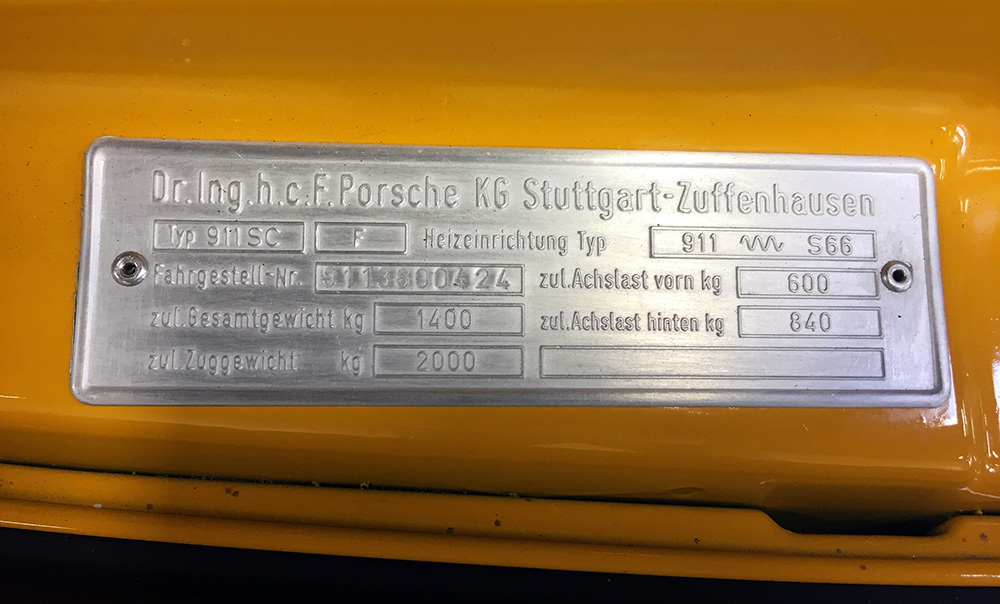 Dr.Ing.h.c.F.Porsche KG Stuttgart-Zuffenhausen
Typ 911SC F Heizeinrichtung Typ 911 S66
Fahrgestell-Nr. 9113600424 zul.Achslast vorn kg 600
zul.Gesamtgewicht kg 1400 zul.Achslast hinten kg 840
zul.Zuggewicht kg 2000